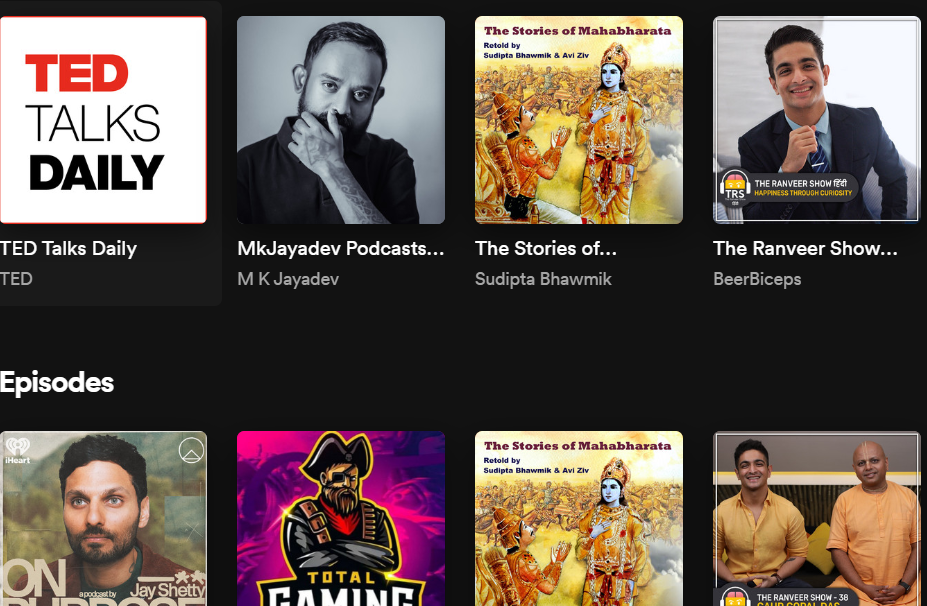 TED
TALKS
DAILY
The Stories of Mahabharata
Retold by
Sudipta Bhawmik & Avi Ziv
TRS
हिंदी
THE RANVEER SHOW हिंदी
HAPPINESS THROUGH CURIOSITY
TED Talks Daily
TED
MkJayadev Podcasts...
M K Jayadev
The Stories of...
Sudipta Bhawmik
The Ranveer Show...
BeerBiceps
Episodes
iHeart
ON
PURPOSE
a podcast by Jay Shetty
TOTAL
GAMING
The Stories of Mahabharata
Retold by
Sudipta Bhawmik & Avi Ziv
THE RANVEER SHOW - 36
GAUR GOPAL DAS